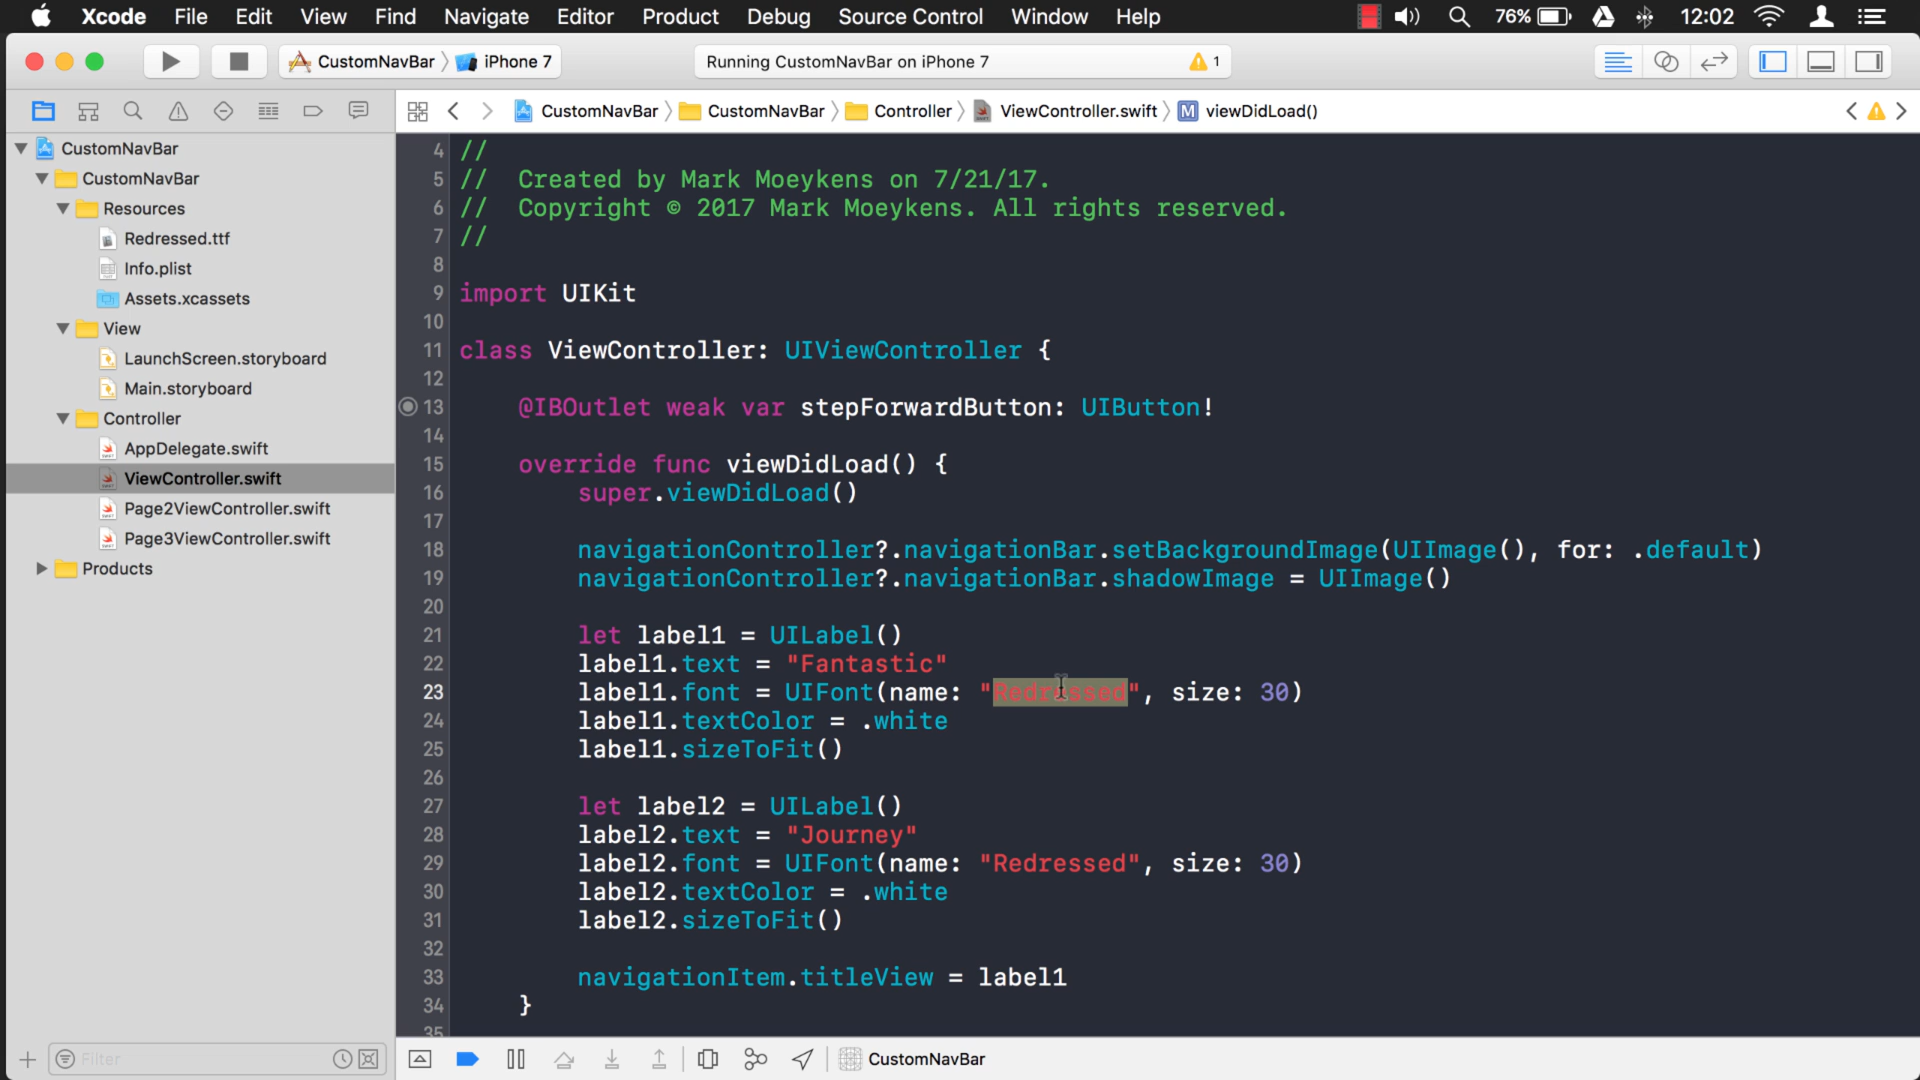 Xcode File Edit View Find Navigate Editor Product Debug Source Control Window Help 76% 12:02
CustomNavBar iPhone 7 Running CustomNavBar on iPhone 7 1
CustomNavBar CustomNavBar Controller ViewController.swift M viewDidLoad()
CustomNavBar
CustomNavBar
Resources
Redressed.ttf
Info.plist
Assets.xcassets
View
LaunchScreen.storyboard
Main.storyboard
Controller
AppDelegate.swift
ViewController.swift
Page2ViewController.swift
Page3ViewController.swift
Products
Filter
4 //
5 // Created by Mark Moeykens on 7/21/17.
6 // Copyright © 2017 Mark Moeykens. All rights reserved.
7 //
8
9 import UIKit
10
11 class ViewController: UIViewController {
12
13 @IBOutlet weak var stepForwardButton: UIButton!
14
15 override func viewDidLoad() {
16 super.viewDidLoad()
17
18 navigationController?.navigationBar.setBackgroundImage(UIImage(), for: .default)
19 navigationController?.navigationBar.shadowImage = UIImage()
20
21 let label1 = UILabel()
22 label1.text = "Fantastic"
23 label1.font = UIFont(name: "Redressed", size: 30)
24 label1.textColor = .white
25 label1.sizeToFit()
26
27 let label2 = UILabel()
28 label2.text = "Journey"
29 label2.font = UIFont(name: "Redressed", size: 30)
30 label2.textColor = .white
31 label2.sizeToFit()
32
33 navigationItem.titleView = label1
34 }
35
CustomNavBar